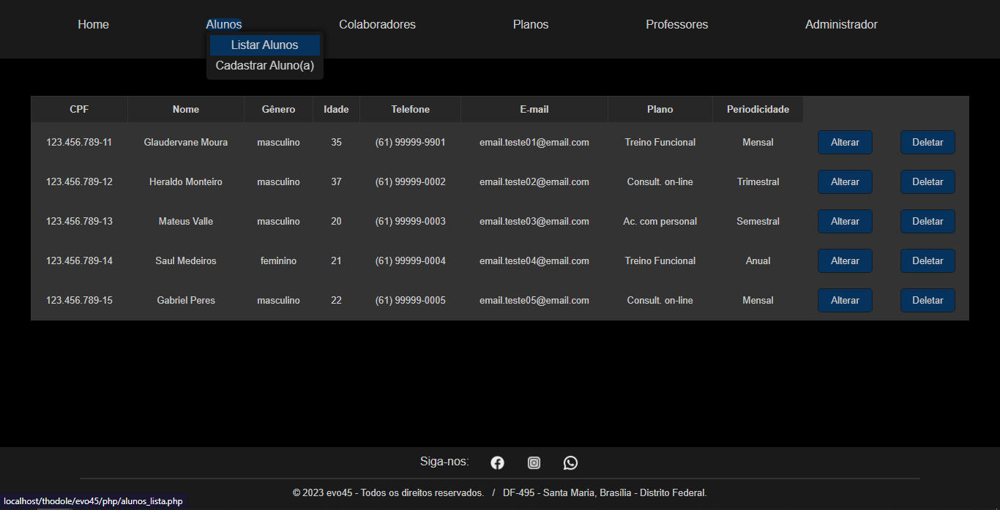 Home Alunos Colaboradores Planos Professores Administrador
Listar Alunos
Cadastrar Aluno(a)
CPF Nome Gênero Idade Telefone E-mail Plano Periodicidade
123.456.789-11 Glaudervane Moura masculino 35 (61) 99999-9901 email.teste01@email.com Treino Funcional Mensal Alterar Deletar
123.456.789-12 Heraldo Monteiro masculino 37 (61) 99999-0002 email.teste02@email.com Consult. on-line Trimestral Alterar Deletar
123.456.789-13 Mateus Valle masculino 20 (61) 99999-0003 email.teste03@email.com Ac. com personal Semestral Alterar Deletar
123.456.789-14 Saul Medeiros feminino 21 (61) 99999-0004 email.teste04@email.com Treino Funcional Anual Alterar Deletar
123.456.789-15 Gabriel Peres masculino 22 (61) 99999-0005 email.teste05@email.com Consult. on-line Mensal Alterar Deletar
Siga-nos:
© 2023 evo45 - Todos os direitos reservados. / DF-495 - Santa Maria, Brasília - Distrito Federal.
localhost/thodole/evo45/php/alunos_lista.php